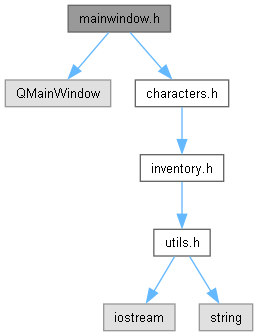 mainwindow.h
QMainWindow
characters.h
inventory.h
utils.h
iostream
string